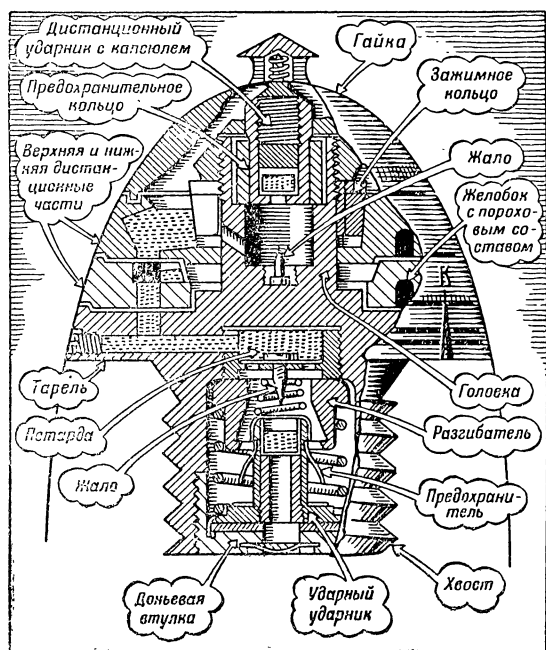 Дистанционный
ударник с капсюлем
Гайка
Предохранительное
кольцо
Зажимное
кольцо
Верхняя и ниж-
няя дистан-
ционные
части
Жало
Желобок
с порохо-
вым со-
ставом
К
Тарель
Петарда
Жало
Головка
Разгибатель
Предохрани-
тель
Хвост
Доньевая
втулка
Ударный
ударник